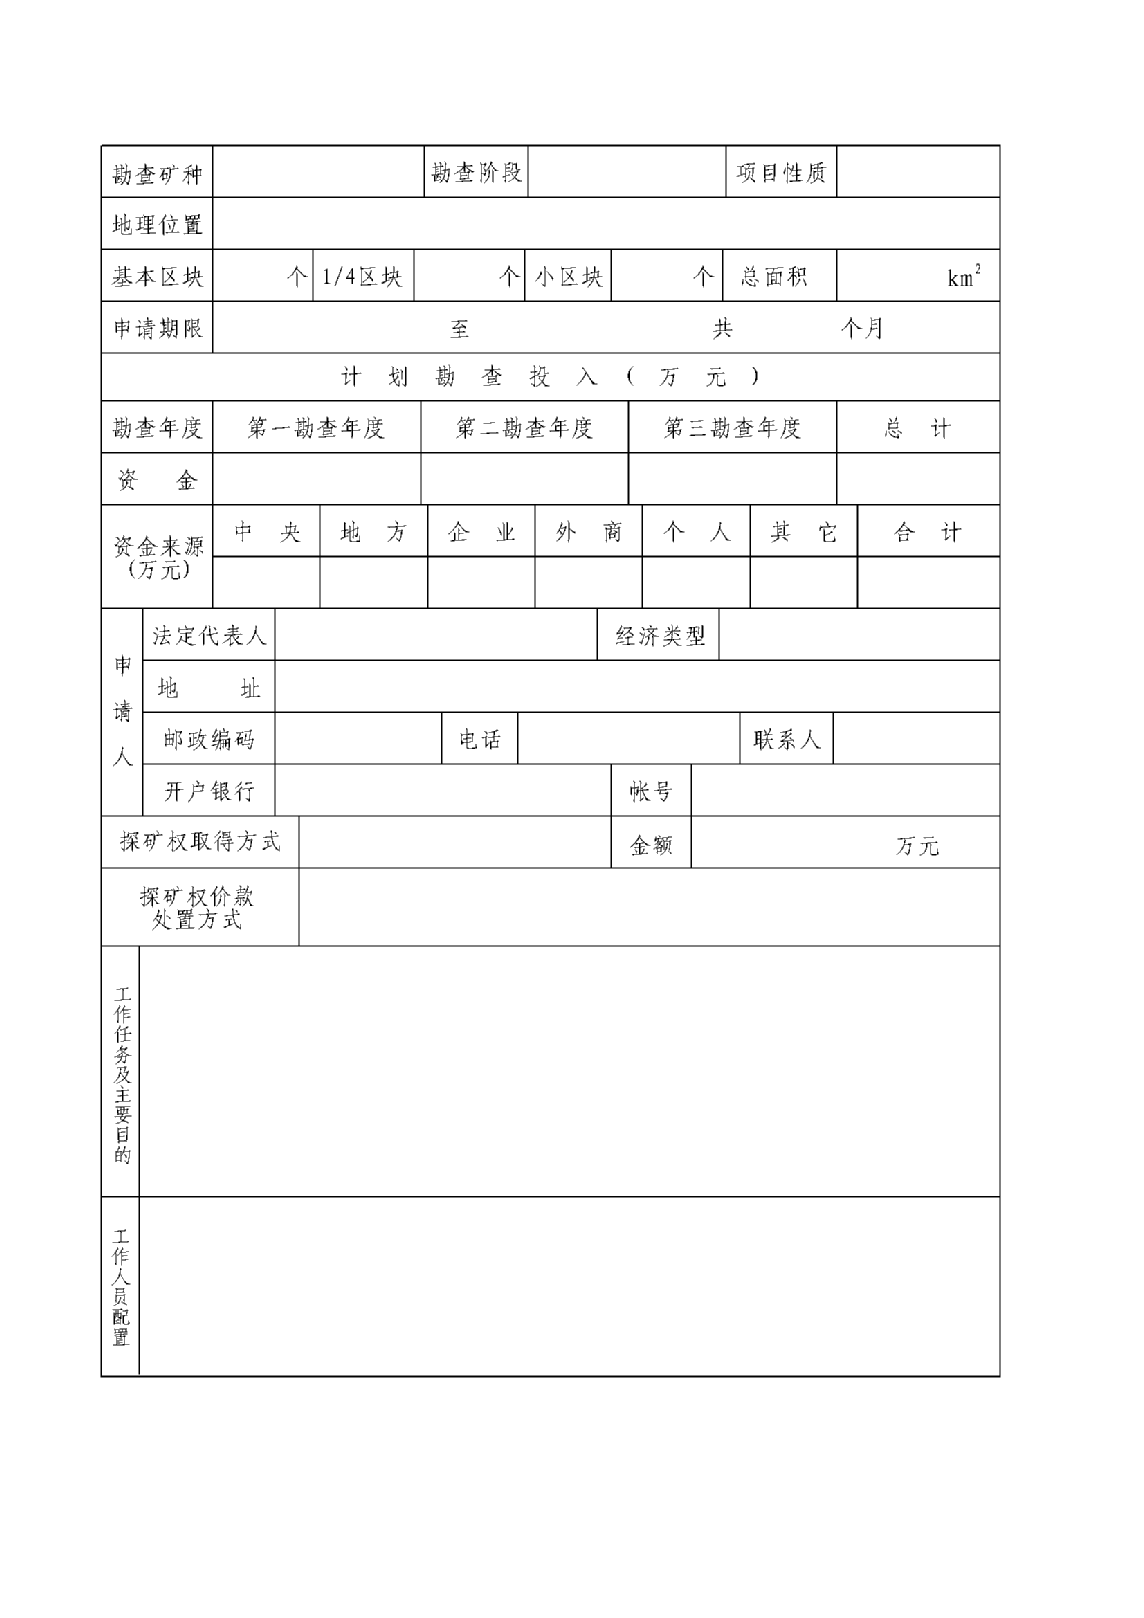 勘查矿种 勘查阶段 项目性质
地理位置
基本区块 个 1/4区块 个 小区块 个 总面积 km²
申请期限 至 共 个月
计划勘查投入(万元)
勘查年度 第一勘查年度 第二勘查年度 第三勘查年度 总计
资金
资金来源
(万元)
中央 地方 企业 外商 个人 其它 合计
申请人
法定代表人 经济类型
地址
邮政编码 电话 联系人
开户银行 帐号
探矿权取得方式 金额 万元
探矿权价款
处置方式
工作任务及主要目的
工作人员配置